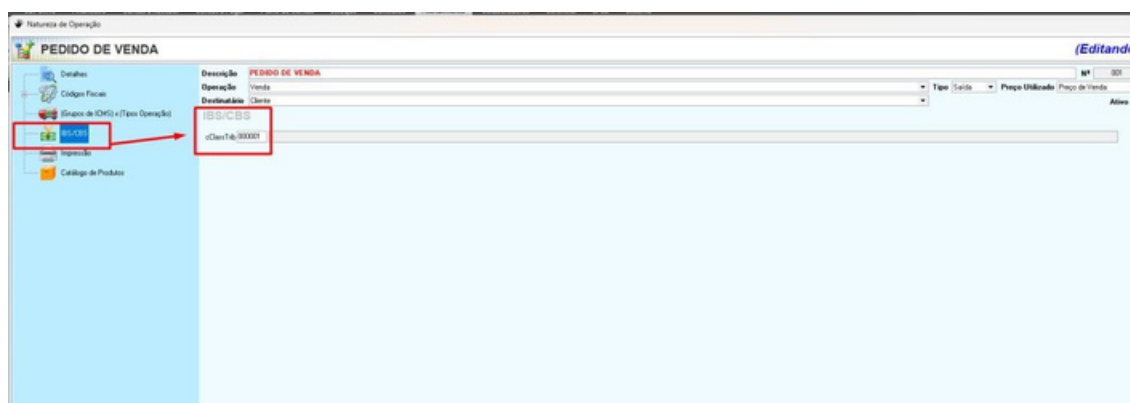 Natureza de Operação
PEDIDO DE VENDA
(Editando
Detalhes
Códigos Fiscais
(Grupos de ICMS) e (Tipos Operação)
IBS/CBS
Impressão
Catálogo de Produtos
Descrição PEDIDO DE VENDA Nº 001
Operação Venda Tipo Saída Preço Utilizado Preço de Venda
Destinatário Cliente Ativo
IBS/CBS
cClassTrib 000001